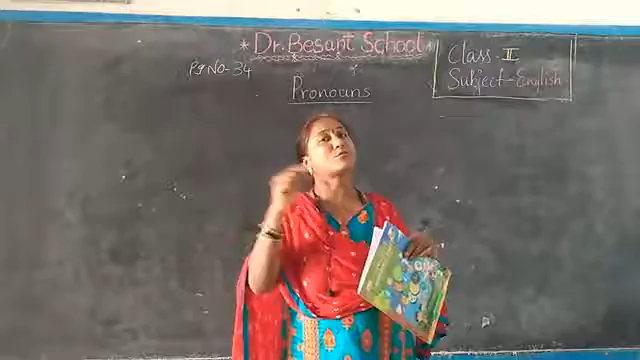 * Dr. Besant School *
Class - II
Subject - English
Pg No - 34
Pronouns